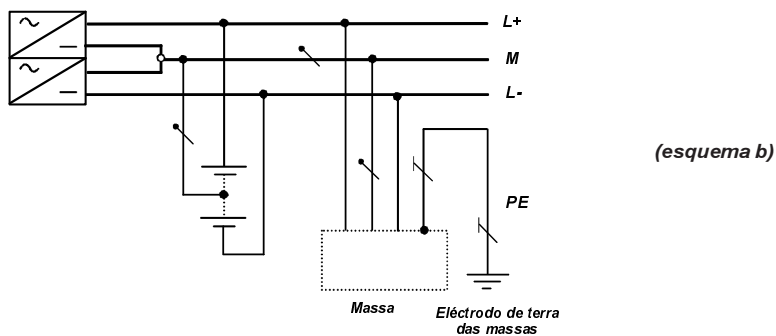 L+
M
L-
(esquema b)
PE
Massa
Eléctrodo de terra
das massas